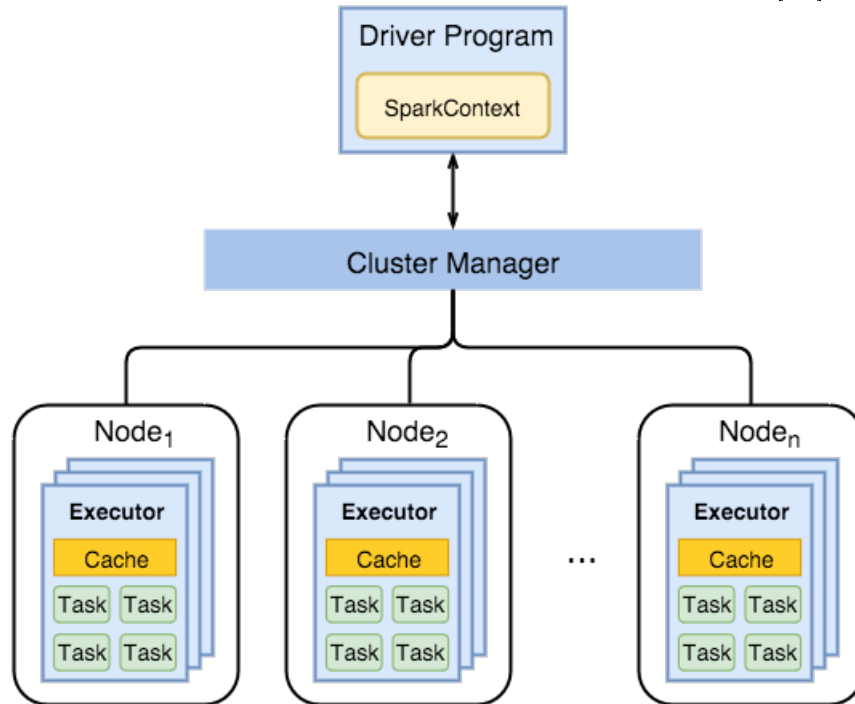 Driver Program
SparkContext
Cluster Manager
Node₁
Node₂
Nodeₙ
Executor
Executor
Executor
Cache
Cache
...
Cache
Task Task
Task Task
Task Task
Task Task
Task Task
Task Task